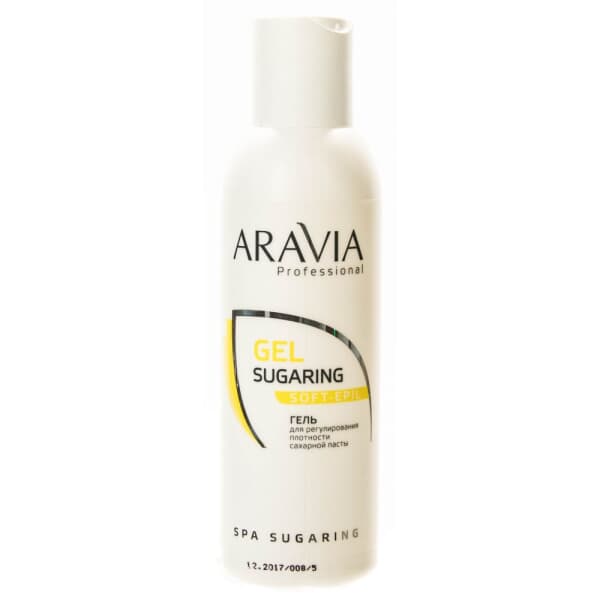 ARAVIA
Professional
GEL
SUGARING
SOFT-EPIL
ГЕЛЬ
для регулирования
плотности
сахарной пасты
SPA SUGARING
12.2017/008/5